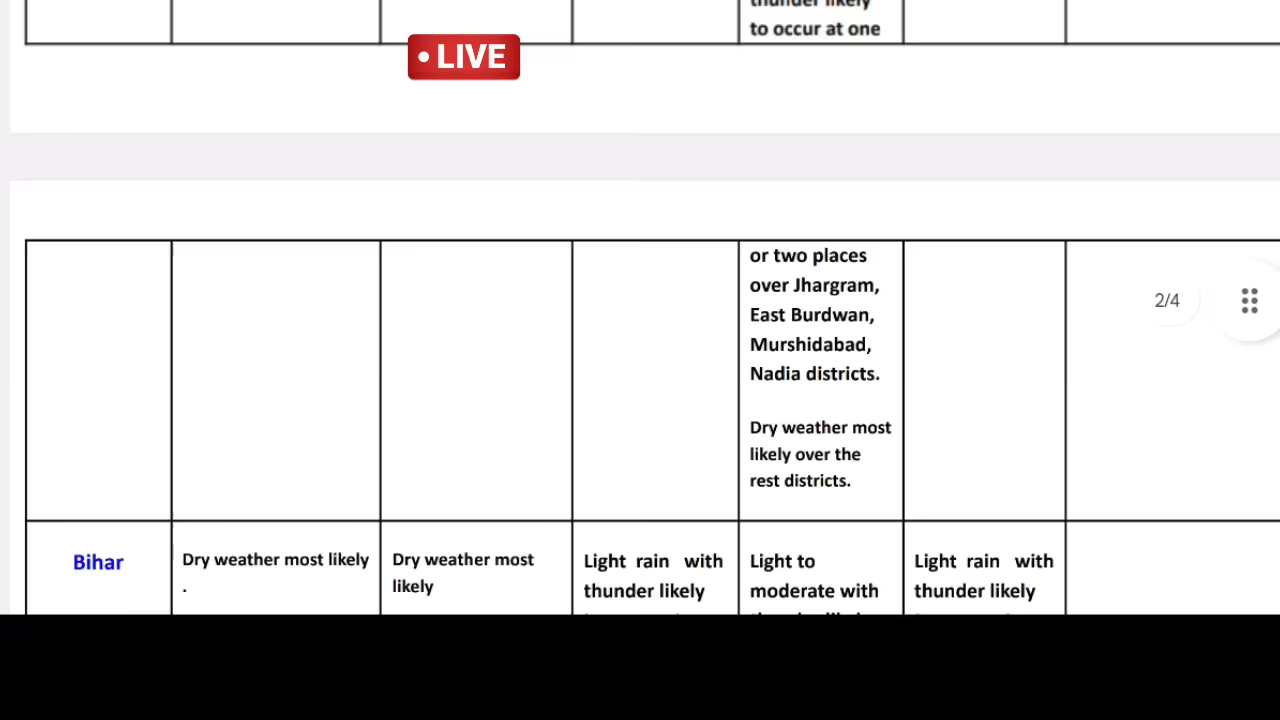 thunder likely
to occur at one
• LIVE
or two places
over Jhargram,
East Burdwan,
Murshidabad,
Nadia districts.
2/4
Dry weather most
likely over the
rest districts.
Bihar
Dry weather most likely
.
Dry weather most
likely
Light rain with
thunder likely
Light to
moderate with
Light rain with
thunder likely